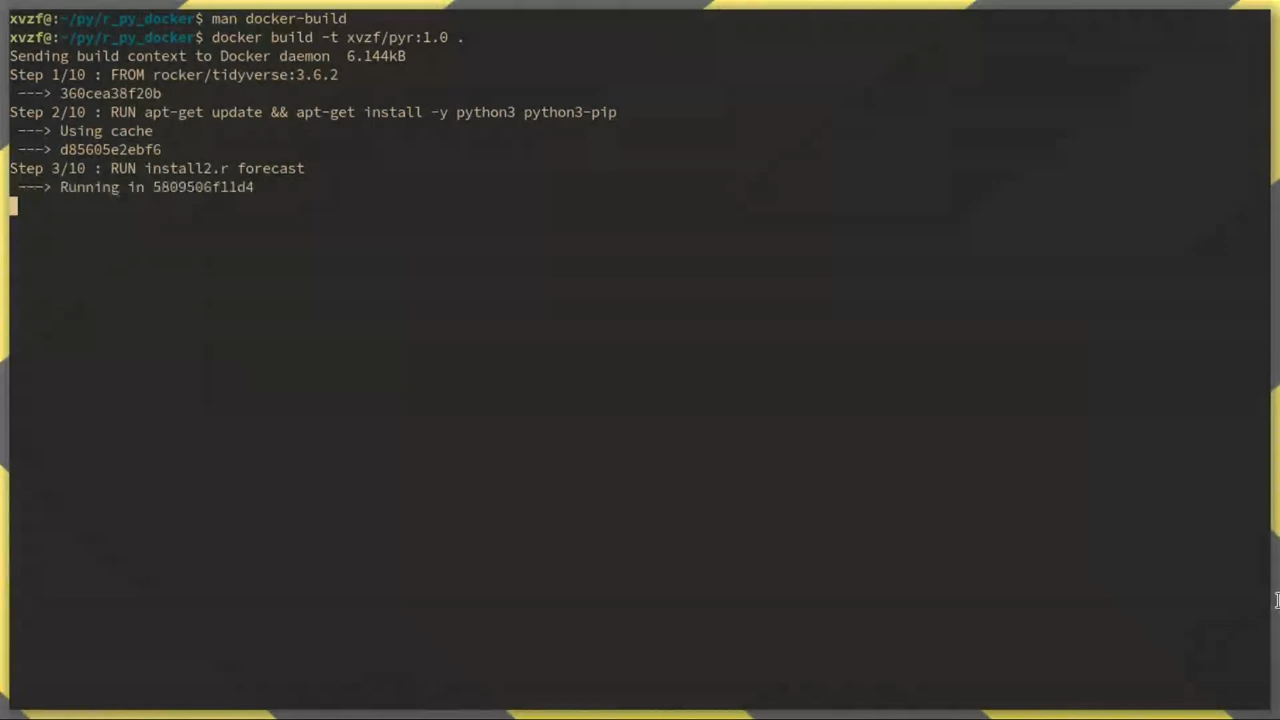 xvzf@:~/py/r_py_docker$ man docker-build
xvzf@:~/py/r_py_docker$ docker build -t xvzf/pyr:1.0 .
Sending build context to Docker daemon  6.144kB
Step 1/10 : FROM rocker/tidyverse:3.6.2
 ---> 360cea38f20b
Step 2/10 : RUN apt-get update && apt-get install -y python3 python3-pip
 ---> Using cache
 ---> d85605e2ebf6
Step 3/10 : RUN install2.r forecast
 ---> Running in 5809506f11d4